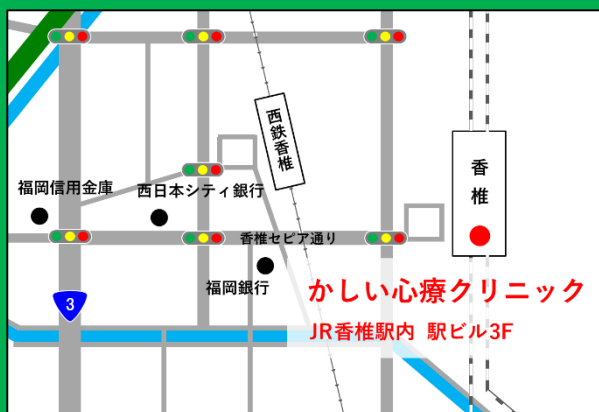 西鉄香椎
香椎
福岡信用金庫
西日本シティ銀行
香椎セピア通り
福岡銀行
3
かしい心療クリニック
JR香椎駅内 駅ビル3F